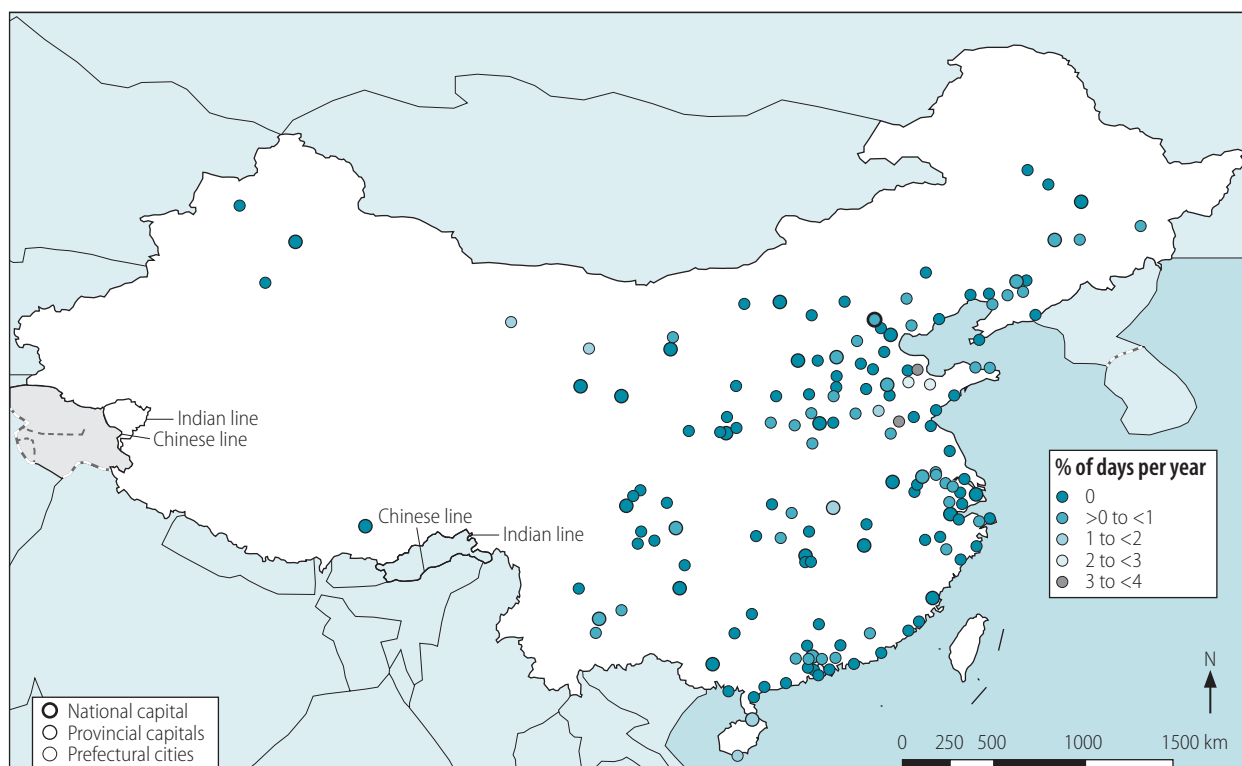 Indian line
Chinese line
Chinese line
Indian line
% of days per year
0
>0 to <1
1 to <2
2 to <3
3 to <4
National capital
Provincial capitals
Prefectural cities
N
0 250 500 1000 1500 km